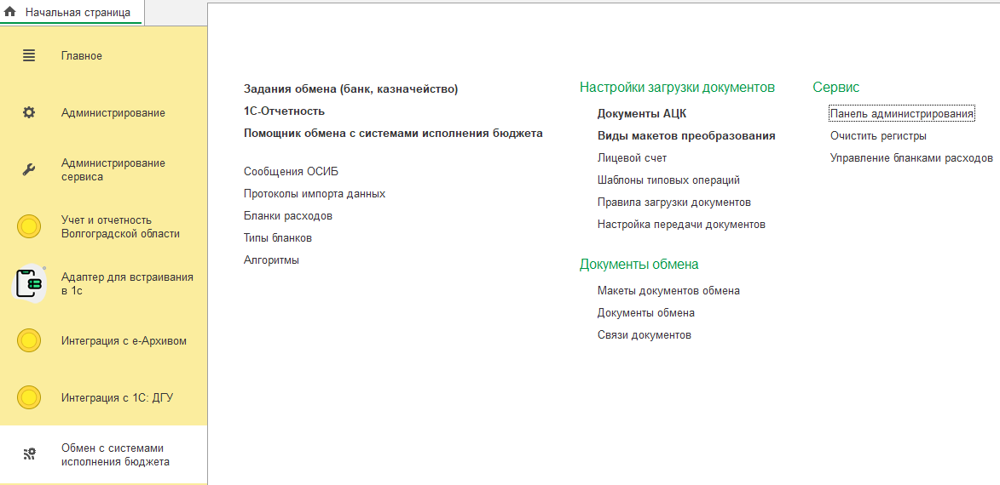 Начальная страница
Главное
Администрирование
Администрирование
сервиса
Учет и отчетность
Волгоградской области
Адаптер для встраивания
в 1с
Интеграция с е-Архивом
Интеграция с 1С: ДГУ
Обмен с системами
исполнения бюджета
Задания обмена (банк, казначейство)
1С-Отчетность
Помощник обмена с системами исполнения бюджета
Сообщения ОСИБ
Протоколы импорта данных
Бланки расходов
Типы бланков
Алгоритмы
Настройки загрузки документов
Документы АЦК
Виды макетов преобразования
Лицевой счет
Шаблоны типовых операций
Правила загрузки документов
Настройка передачи документов
Документы обмена
Макеты документов обмена
Документы обмена
Связи документов
Сервис
Панель администрирования
Очистить регистры
Управление бланками расходов